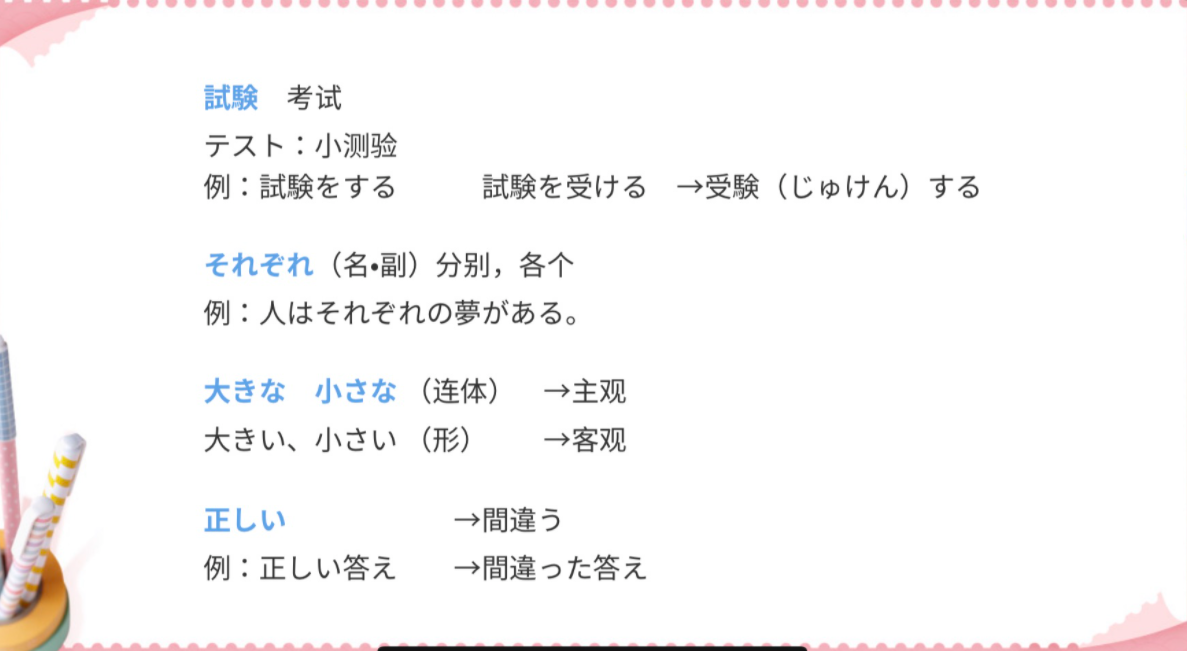 試験　考试
テスト：小测验
例：試験をする　　　試験を受ける　→受験（じゅけん）する
それぞれ（名•副）分别，各个
例：人はそれぞれの夢がある。
大きな　小さな （连体）　→主观
大きい、小さい （形）　　→客观
正しい　　　　　　→間違う
例：正しい答え　　→間違った答え